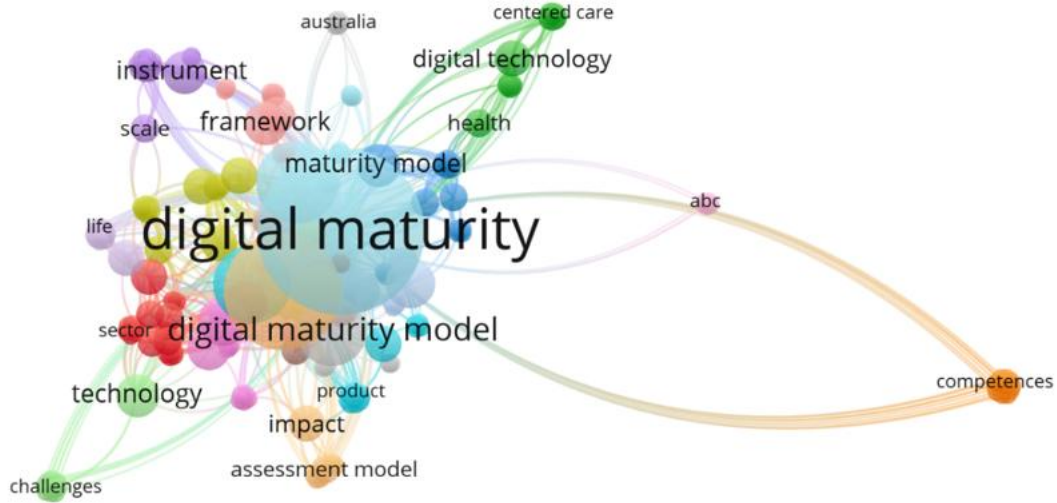 centered care
australia
digital technology
instrument
framework
scale
health
maturity model
abc
life
digital maturity
sector
digital maturity model
competences
technology
product
impact
assessment model
challenges